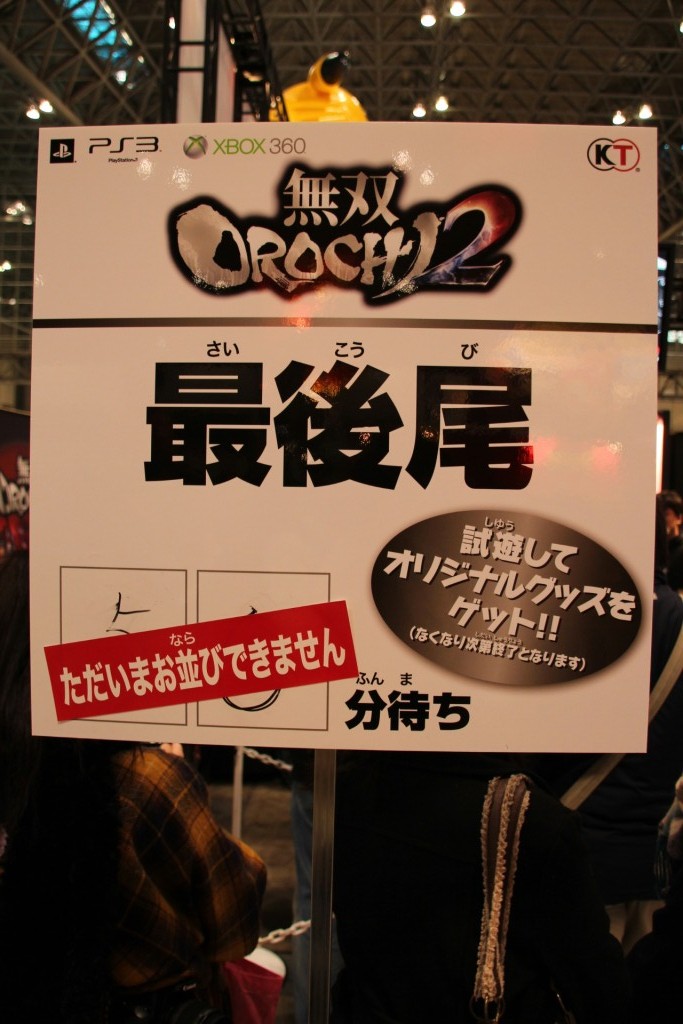 PS3
PlayStation3
XBOX 360
KT
無双
OROCHI 2
さい こう び
最後尾
しゆう
試遊して
オリジナルグッズを
ゲット!!
(なくなり次第終了となります)
なら
ただいまお並びできません
ふん ま
分待ち